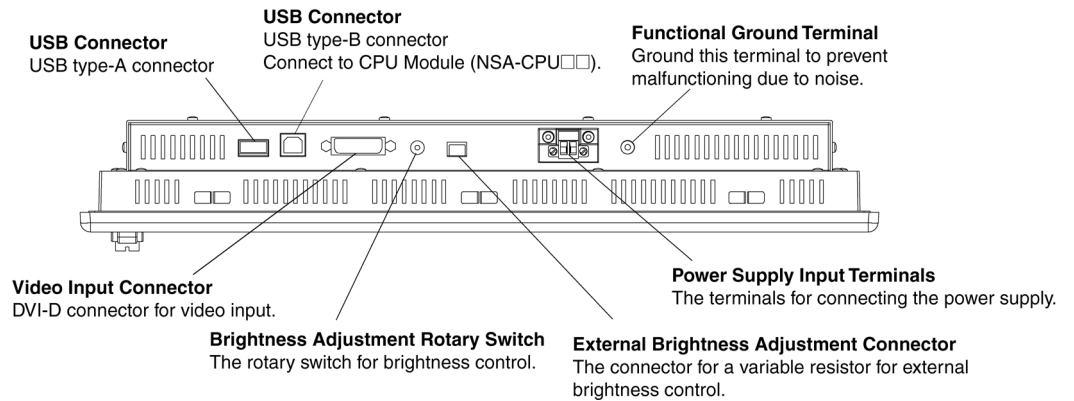 USB Connector
USB type-A connector
USB Connector
USB type-B connector
Connect to CPU Module (NSA-CPU□□).
Functional Ground Terminal
Ground this terminal to prevent
malfunctioning due to noise.
Video Input Connector
DVI-D connector for video input.
Brightness Adjustment Rotary Switch
The rotary switch for brightness control.
Power Supply Input Terminals
The terminals for connecting the power supply.
External Brightness Adjustment Connector
The connector for a variable resistor for external
brightness control.